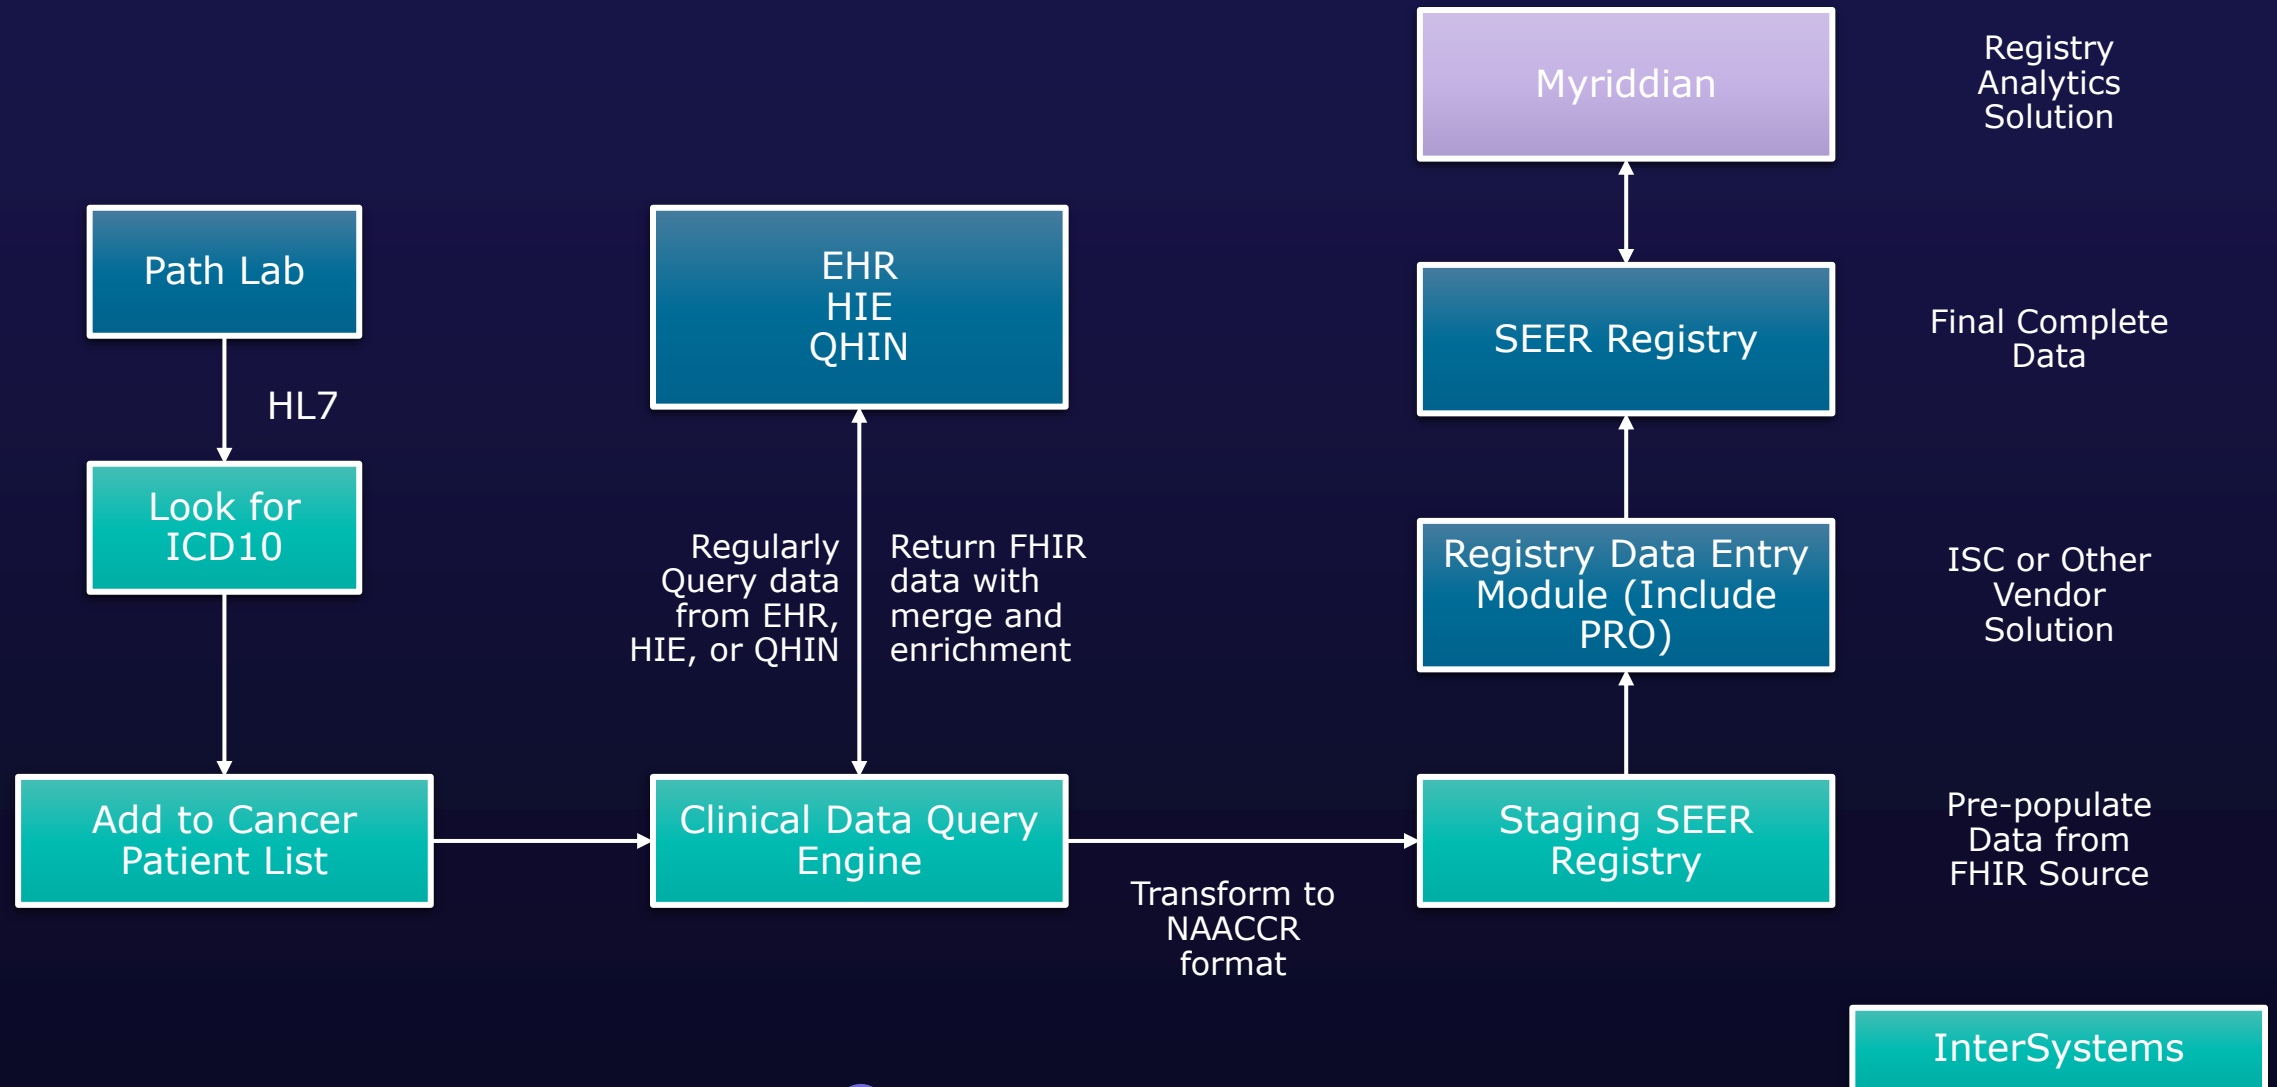 Myriddian
Registry
Analytics
Solution
Path Lab
EHR
HIE
QHIN
SEER Registry
Final Complete
Data
HL7
Look for
ICD10
Regularly
Query data
from EHR,
HIE, or QHIN
Return FHIR
data with
merge and
enrichment
Registry Data Entry
Module (Include
PRO)
ISC or Other
Vendor
Solution
Add to Cancer
Patient List
Clinical Data Query
Engine
Transform to
NAACCR
format
Staging SEER
Registry
Pre-populate
Data from
FHIR Source
InterSystems